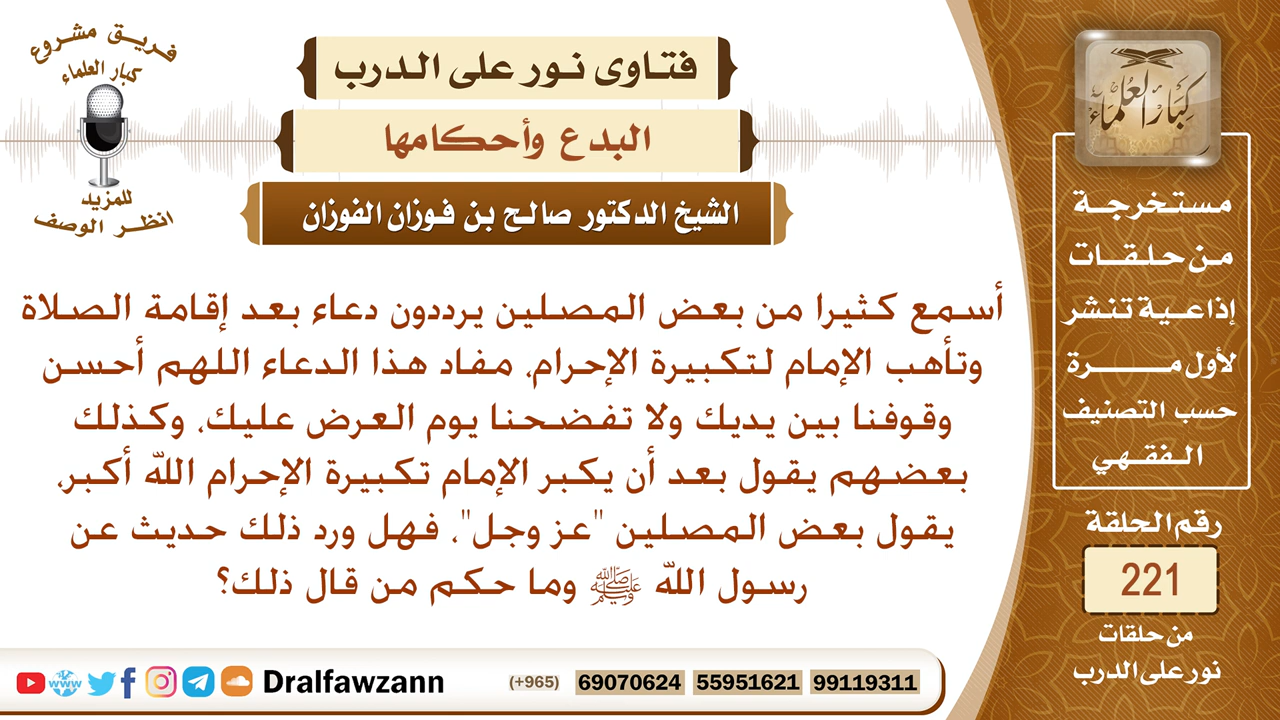 فريق مشروع
كبار العلماء
للمزيد
انظر الوصف
فتاوى نور على الدرب
البدع وأحكامها
الشيخ الدكتور صالح بن فوزان الفوزان
أسمع كثيرا من بعض المصلين يرددون دعاء بعد إقامة الصلاة
وتأهب الإمام لتكبيرة الإحرام، مفاد هذا الدعاء اللهم أحسن
وقوفنا بين يديك ولا تفضحنا يوم العرض عليك، وكذلك
بعضهم يقول بعد أن يكبر الإمام تكبيرة الإحرام الله أكبر،
يقول بعض المصلين "عز وجل"، فهل ورد ذلك حديث عن
رسول الله ﷺ وما حكم من قال ذلك؟
كبار العلماء
مستخرجة
من حلقات
إذاعية تنشر
لأول مرة
حسب التصنيف
الفقهي
رقم الحلقة
221
من حلقات
نور على الدرب
www
Dralfawzann (+965) 69070624 55951621 99119311